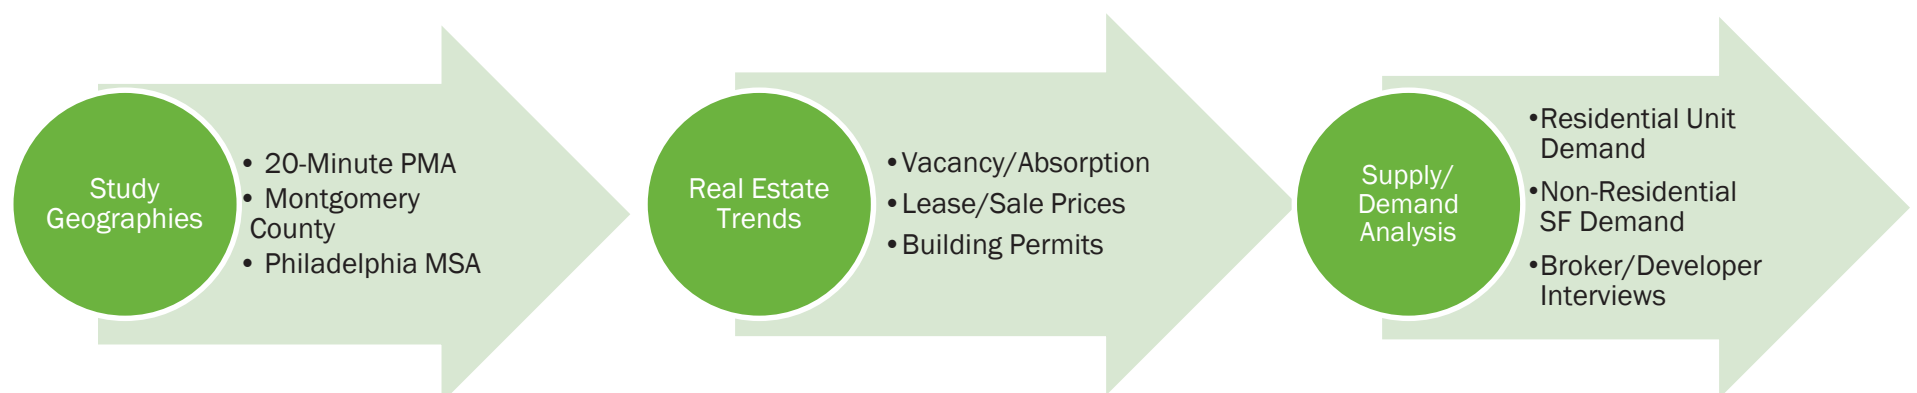 Study
Geographies
• 20-Minute PMA
• Montgomery
County
• Philadelphia MSA
Real Estate
Trends
•Vacancy/Absorption
•Lease/Sale Prices
•Building Permits
Supply/
Demand
Analysis
•Residential Unit
Demand
•Non-Residential
SF Demand
•Broker/Developer
Interviews